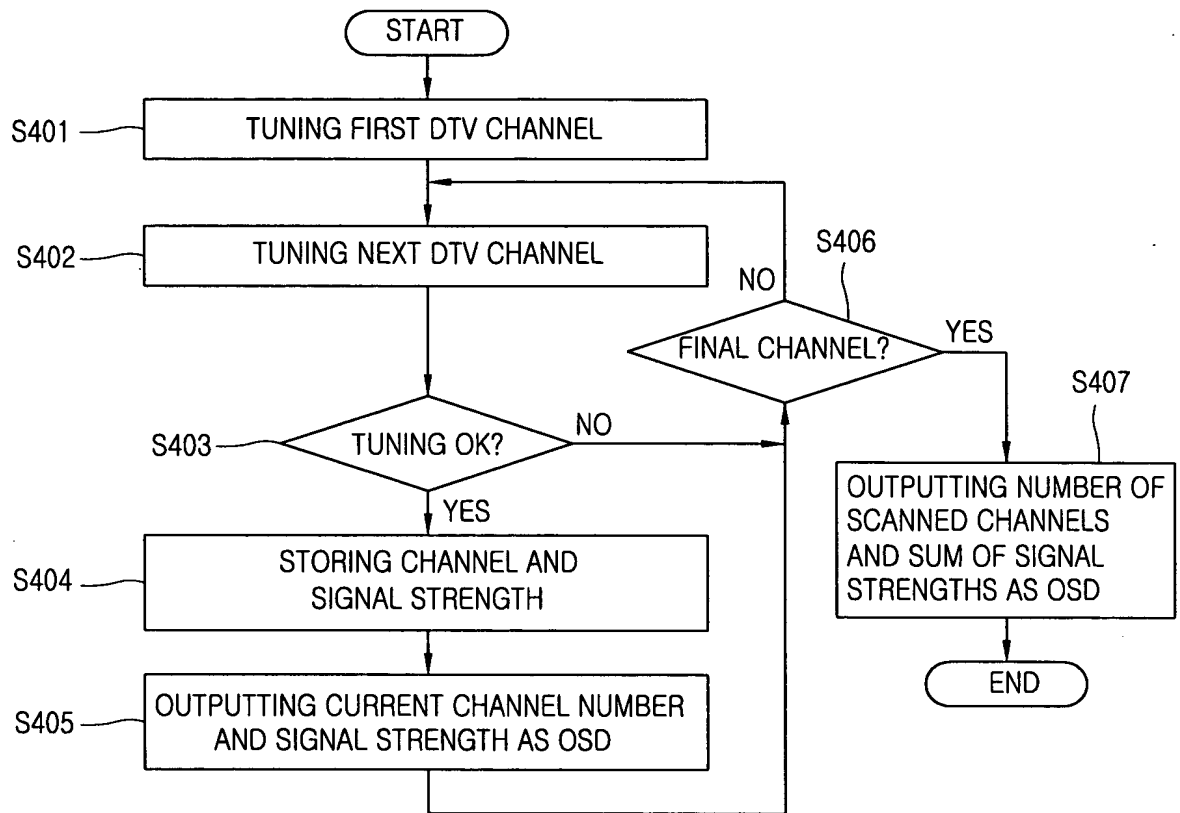 START
S401
TUNING FIRST DTV CHANNEL
S402
TUNING NEXT DTV CHANNEL
S403
TUNING OK?
NO
YES
S404
STORING CHANNEL AND
SIGNAL STRENGTH
S405
OUTPUTTING CURRENT CHANNEL NUMBER
AND SIGNAL STRENGTH AS OSD
S406
FINAL CHANNEL?
NO
YES
S407
OUTPUTTING NUMBER OF
SCANNED CHANNELS
AND SUM OF SIGNAL
STRENGTHS AS OSD
END